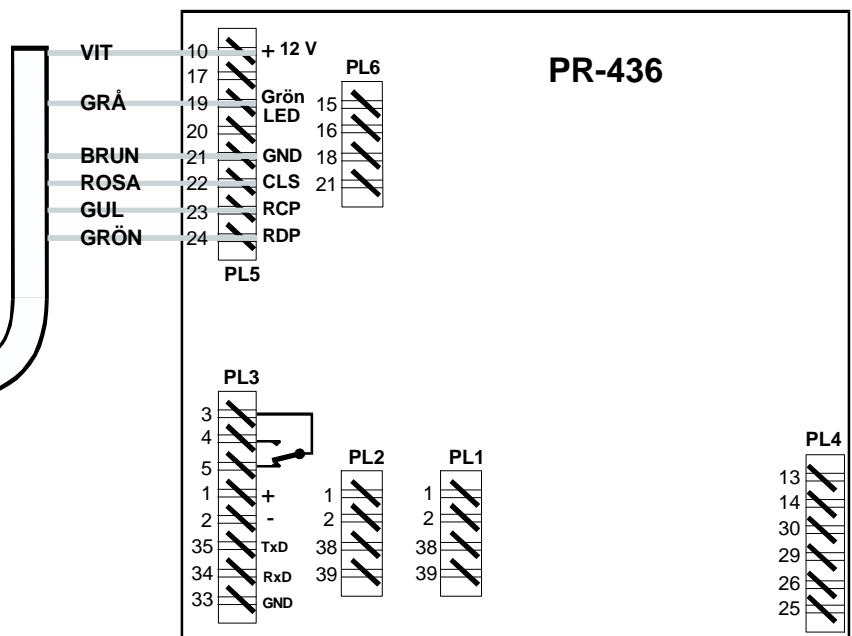 PR-436
VIT 10 + 12 V
17
GRÅ 19 Grön
LED
20
BRUN 21 GND
ROSA 22 CLS
GUL 23 RCP
GRÖN 24 RDP
PL5
PL6
15
16
18
21
PL3
3
4
5
1 +
2 -
35 TxD
34 RxD
33 GND
PL2
1
2
38
39
PL1
1
2
38
39
PL4
13
14
30
29
26
25